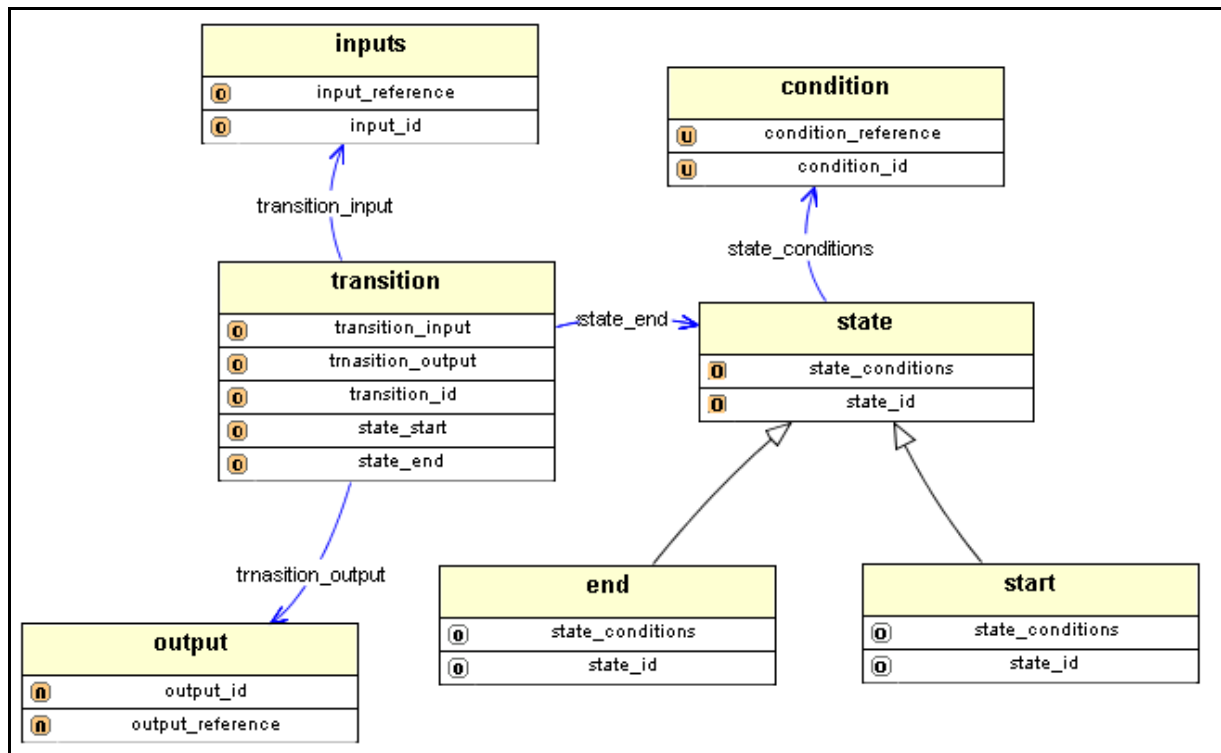 inputs
o input_reference
o input_id
condition
u condition_reference
u condition_id
transition_input
state_conditions
transition
o transition_input
o trnasition_output
o transition_id
o state_start
o state_end
state_end
state
o state_conditions
o state_id
trnasition_output
end
o state_conditions
o state_id
start
o state_conditions
o state_id
output
n output_id
n output_reference